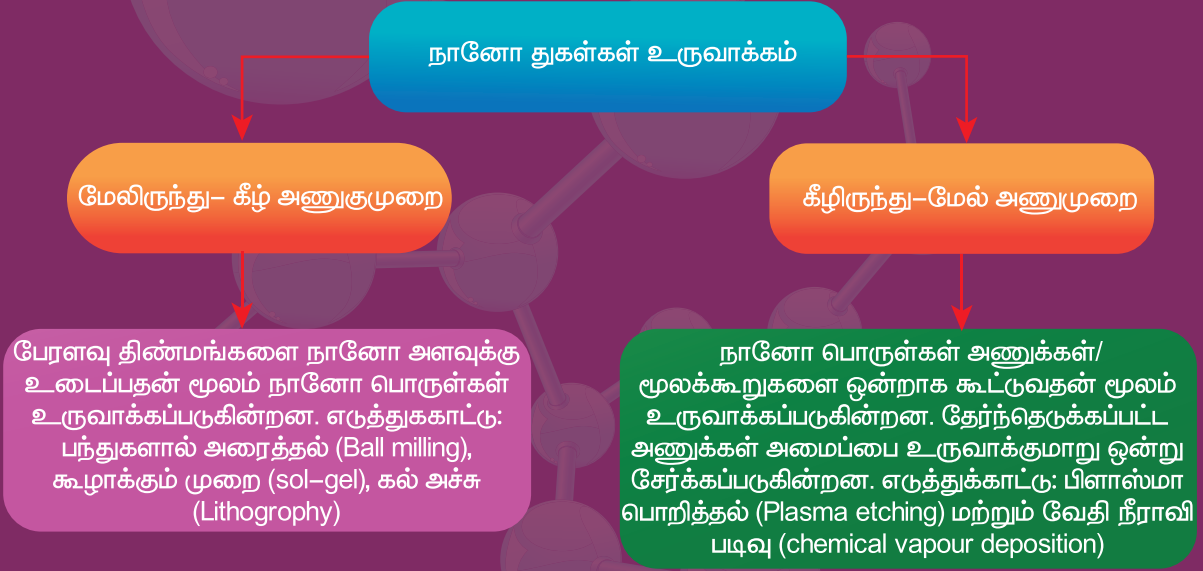 நானோ துகள்கள் உருவாக்கம்
மேலிருந்து– கீழ் அணுகுமுறை
கீழிருந்து–மேல் அணுமுறை
பேரளவு திண்மங்களை நானோ அளவுக்கு
உடைப்பதன் மூலம் நானோ பொருள்கள்
உருவாக்கப்படுகின்றன. எடுத்துககாட்டு:
பந்துகளால் அரைத்தல் (Ball milling),
கூழாக்கும் முறை (sol–gel), கல் அச்சு
(Lithogrophy)
நானோ பொருள்கள் அணுக்கள்/
மூலக்கூறுகளை ஒன்றாக கூட்டுவதன் மூலம்
உருவாக்கப்படுகின்றன. தேர்ந்தெடுக்கப்பட்ட
அணுக்கள் அமைப்பை உருவாக்குமாறு ஒன்று
சேர்க்கப்படுகின்றன. எடுத்துக்காட்டு: பிளாஸ்மா
பொறித்தல் (Plasma etching) மற்றும் வேதி நீராவி
படிவு (chemical vapour deposition)